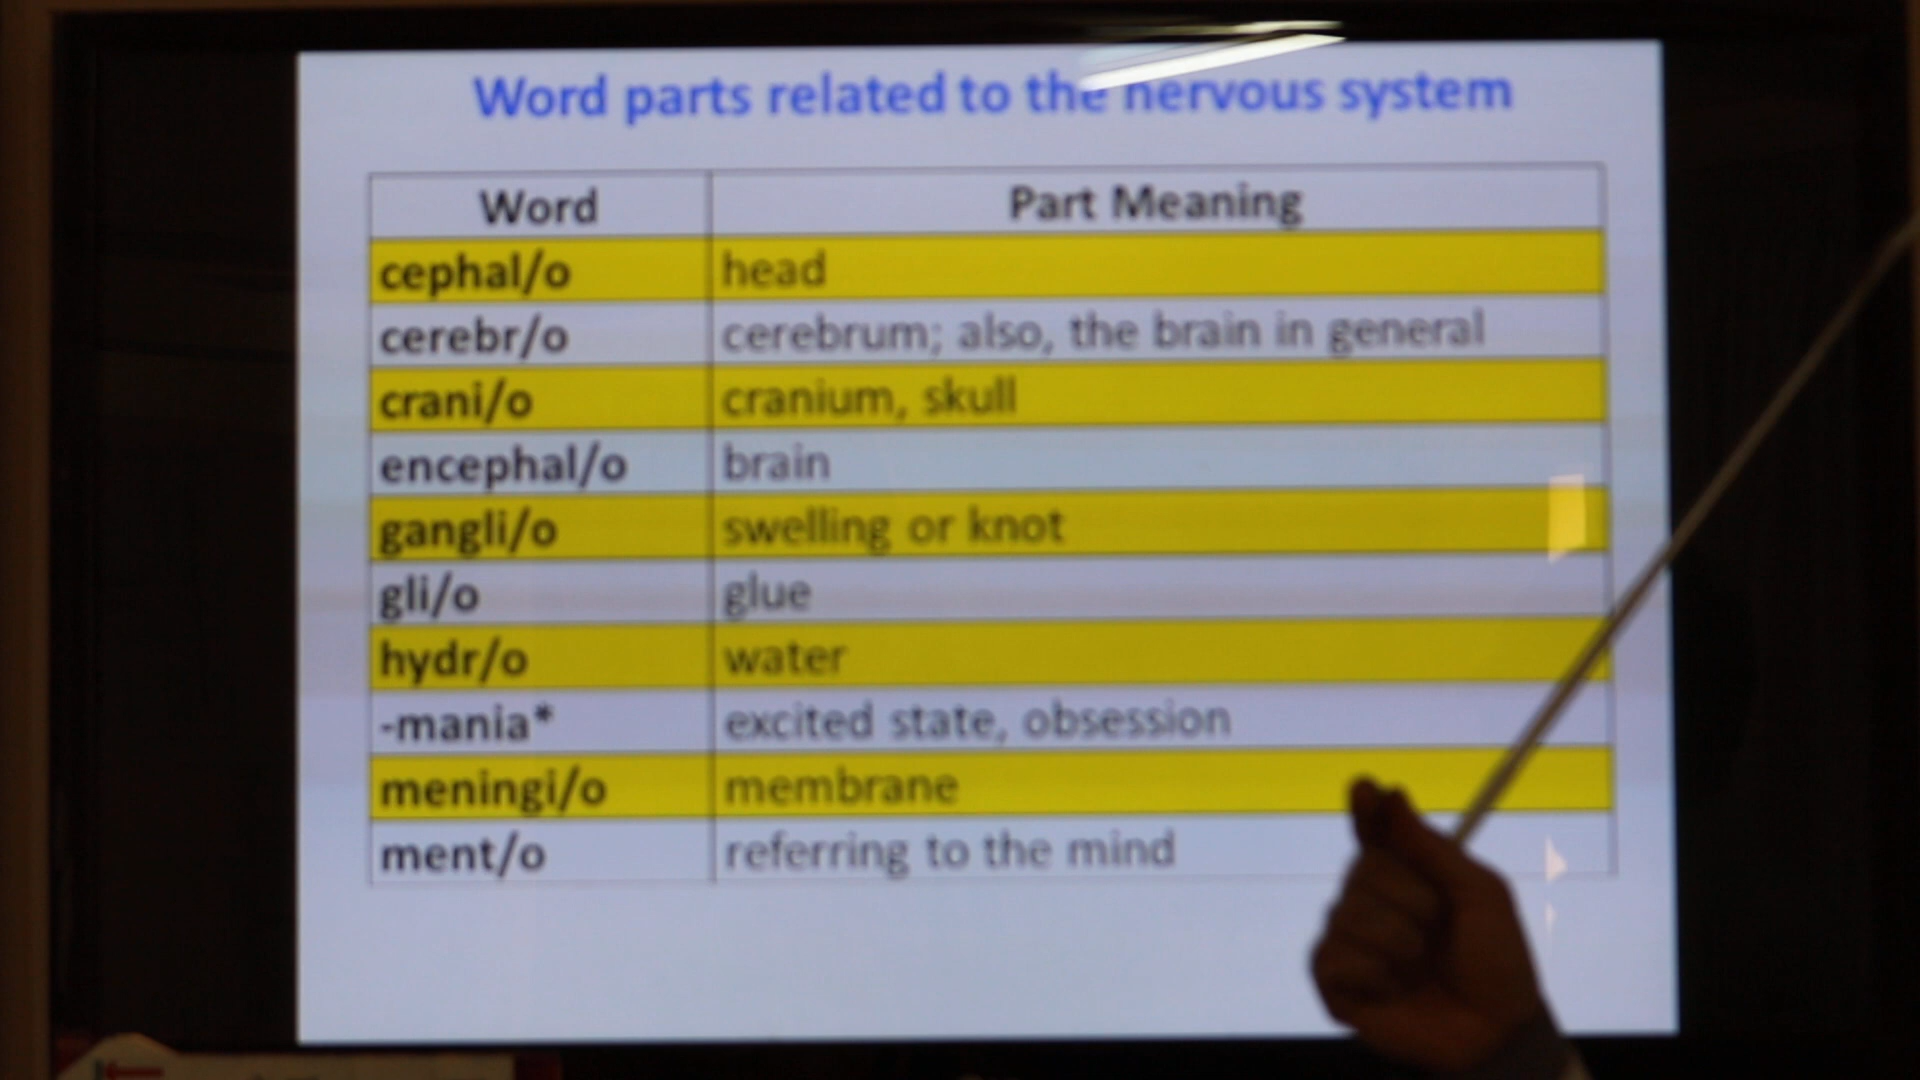 Word parts related to the nervous system
Word Part Meaning
cephal/o head
cerebr/o cerebrum; also, the brain in general
crani/o cranium, skull
encephal/o brain
gangli/o swelling or knot
gli/o glue
hydr/o water
-mania* excited state, obsession
meningi/o membrane
ment/o referring to the mind